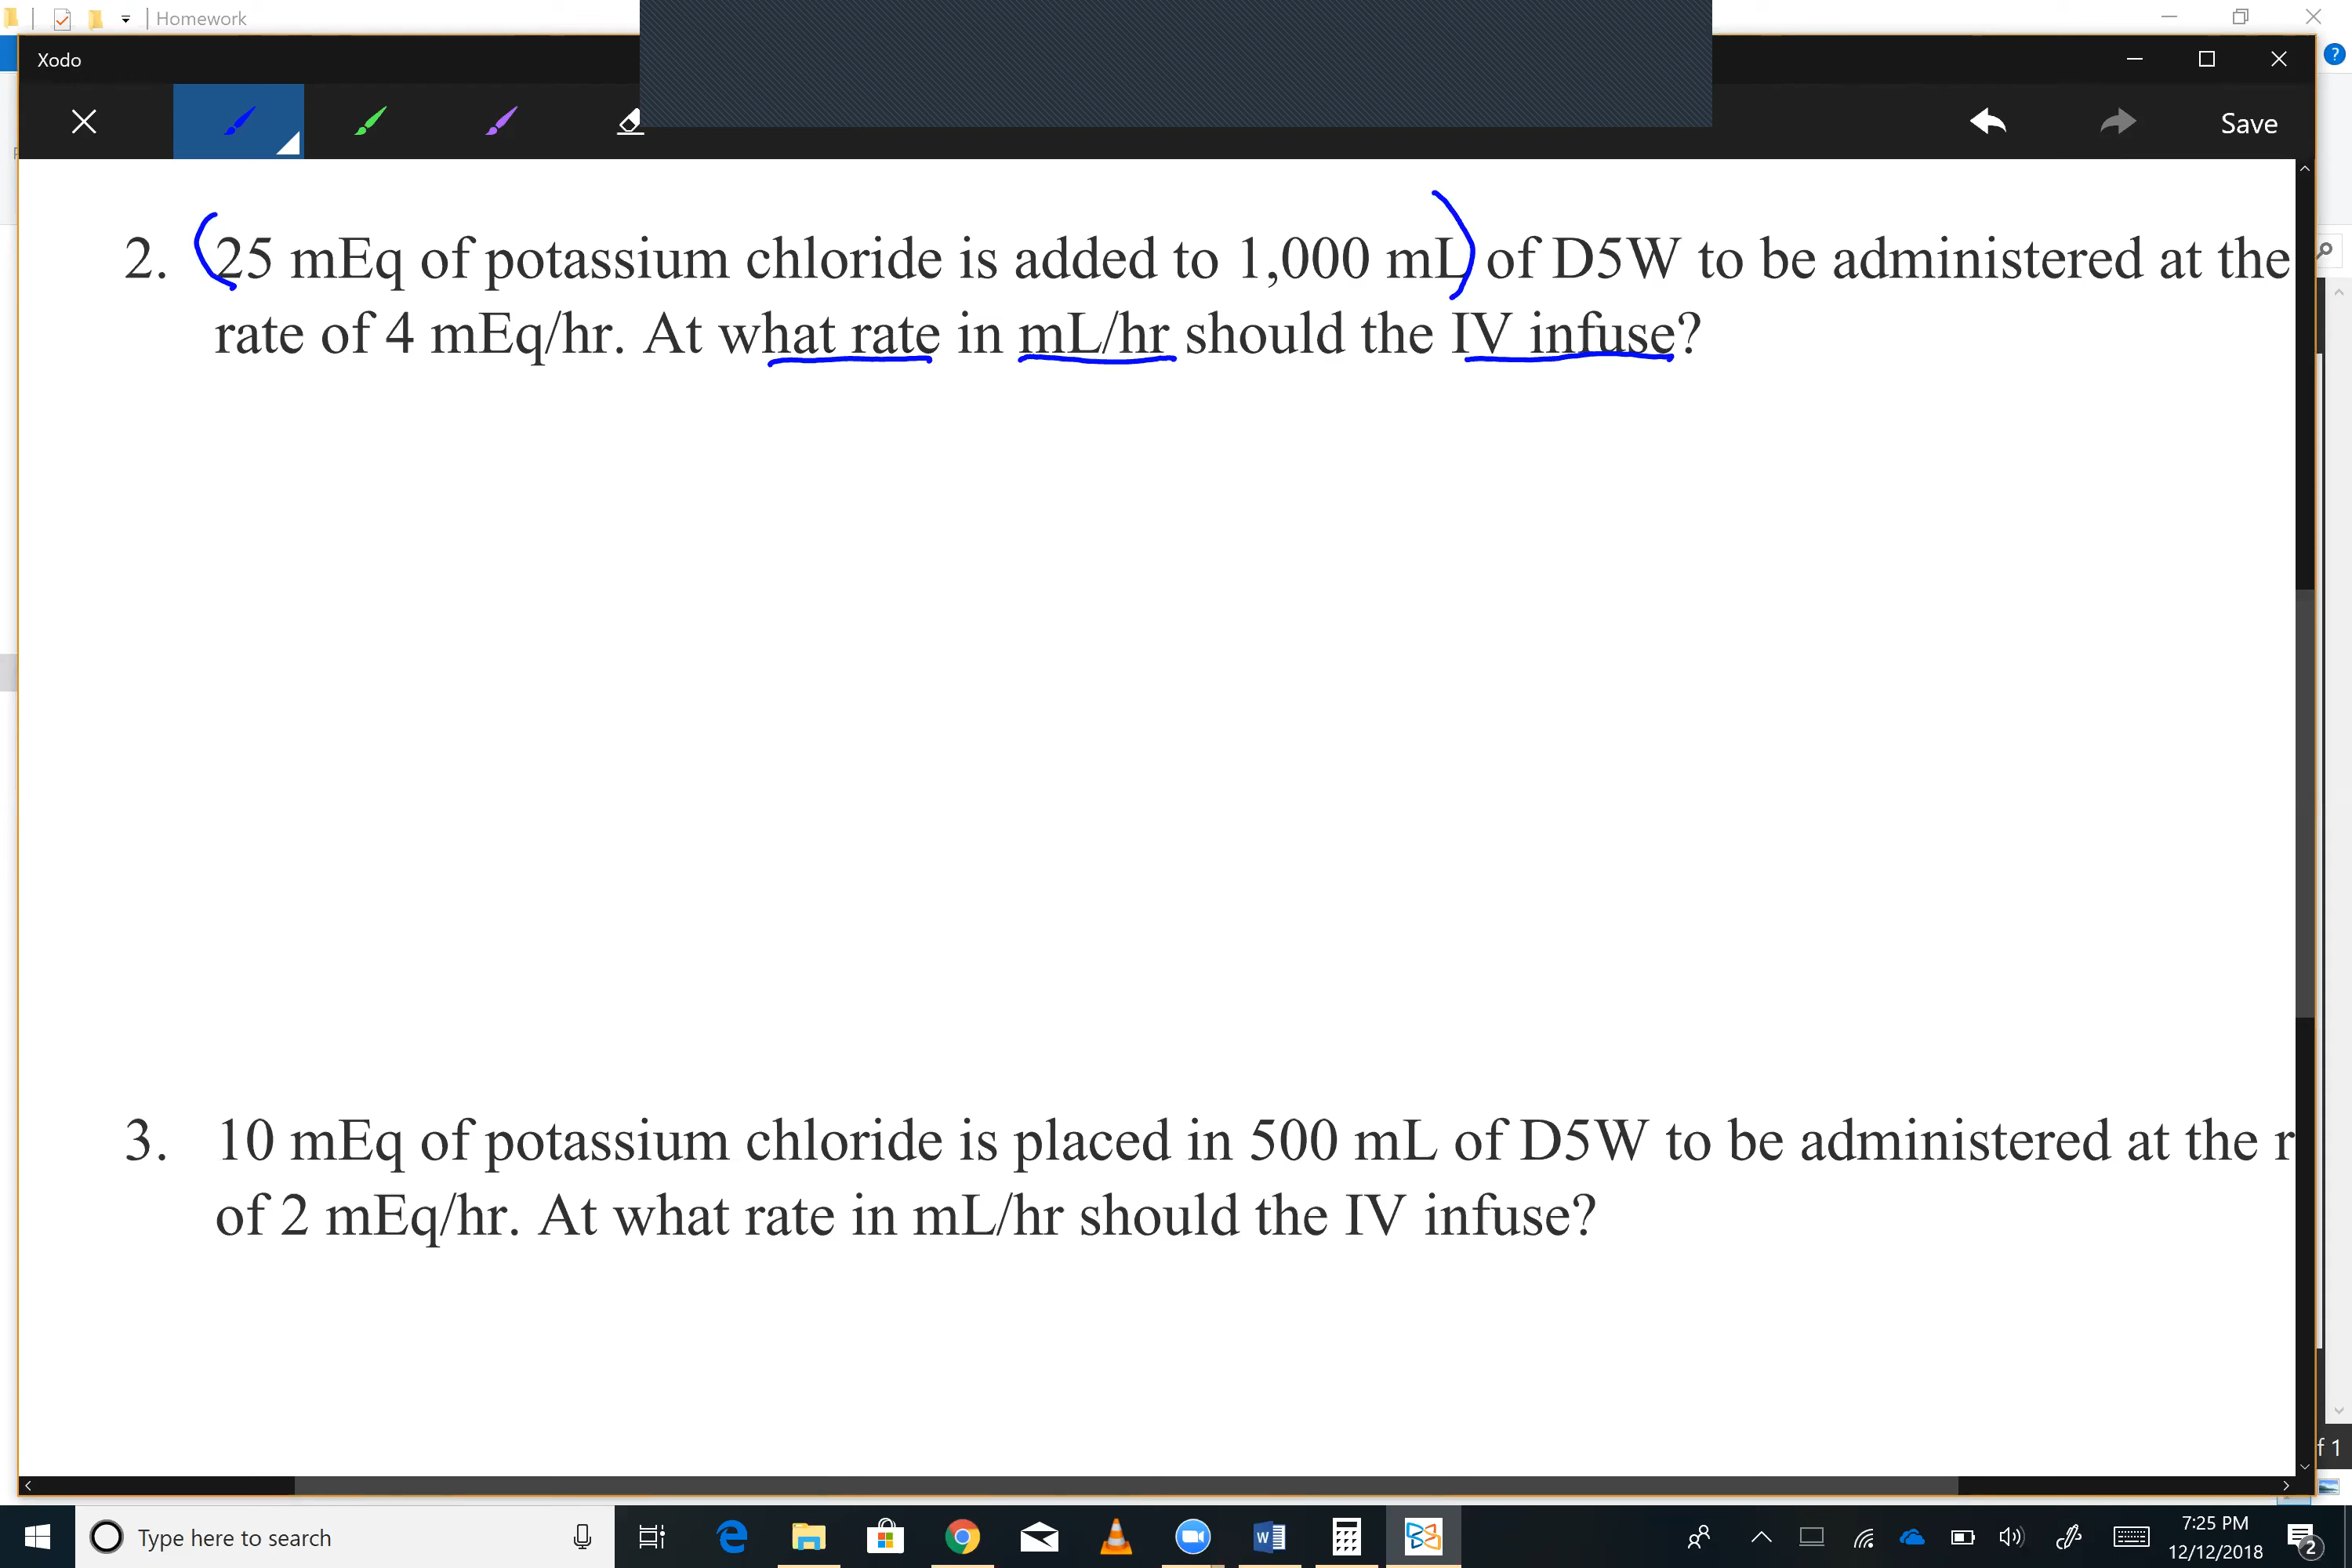 Homework
Xodo
Save
2. 25 mEq of potassium chloride is added to 1,000 mL of D5W to be administered at the
rate of 4 mEq/hr. At what rate in mL/hr should the IV infuse?
3. 10 mEq of potassium chloride is placed in 500 mL of D5W to be administered at the r
of 2 mEq/hr. At what rate in mL/hr should the IV infuse?
f 1
Type here to search
7:25 PM
12/12/2018
2